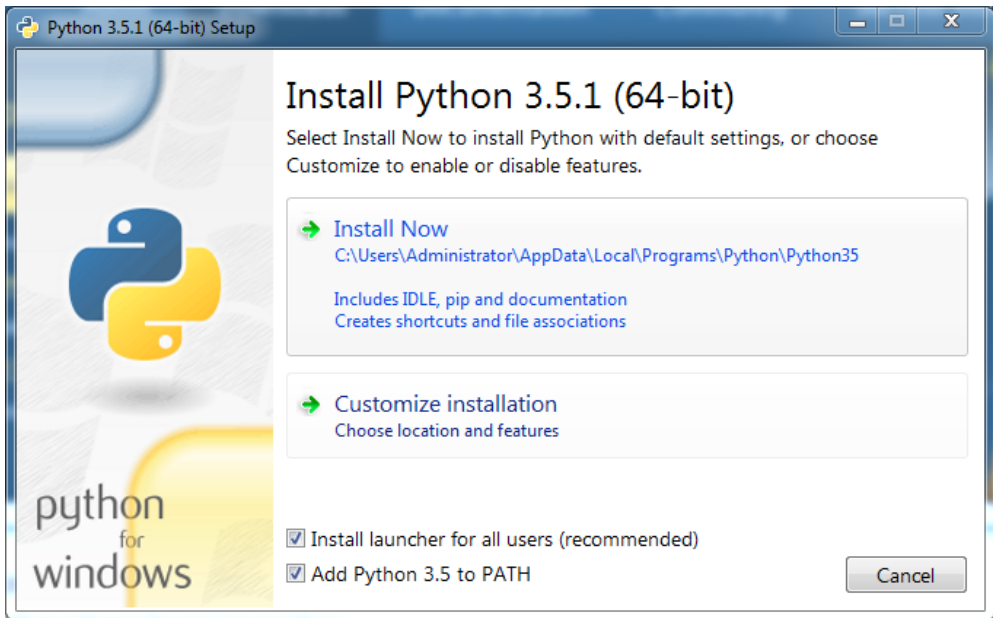 Python 3.5.1 (64-bit) Setup
Install Python 3.5.1 (64-bit)
Select Install Now to install Python with default settings, or choose
Customize to enable or disable features.
Install Now
C:\Users\Administrator\AppData\Local\Programs\Python\Python35
Includes IDLE, pip and documentation
Creates shortcuts and file associations
Customize installation
Choose location and features
python
for
windows
Install launcher for all users (recommended)
Add Python 3.5 to PATH
Cancel